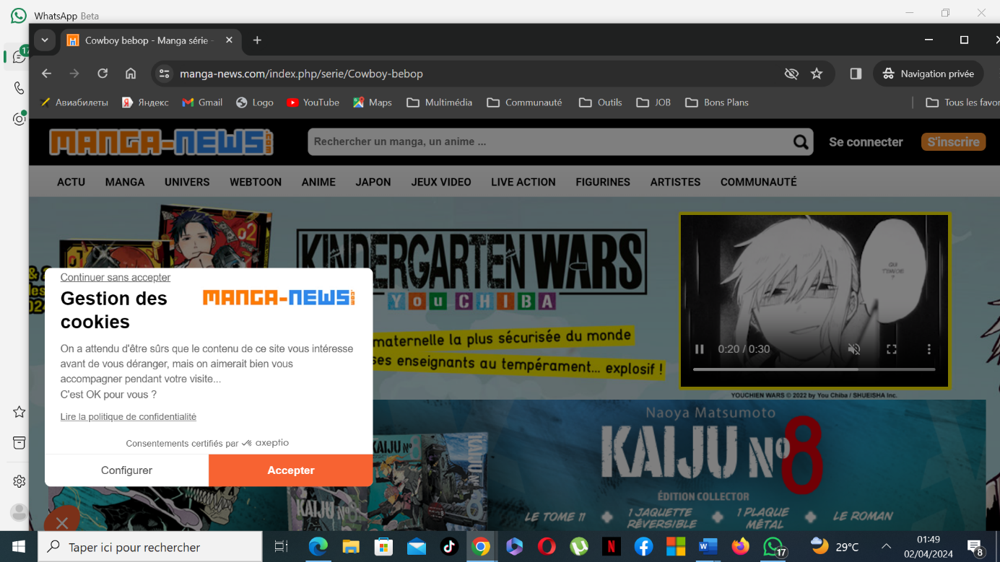 WhatsApp Beta
17
Cowboy bebop - Manga série -
manga-news.com/index.php/serie/Cowboy-bebop
Navigation privée
Авиабилеты Яндекс Gmail Logo YouTube Maps Multimédia Communauté Outils JOB Bons Plans Tous les favor
MANGA-NEWS.COM
Rechercher un manga, un anime ...
Se connecter S'inscrire
ACTU MANGA UNIVERS WEBTOON ANIME JAPON JEUX VIDEO LIVE ACTION FIGURINES ARTISTES COMMUNAUTÉ
02
KINDERGARTEN WARS
YOU CHIBA
maternelle la plus sécurisée du monde
ses enseignants au tempérament... explosif !
0:20 / 0:30
YOUCHIEN WARS © 2022 by You Chiba / SHUEISHA Inc.
Continuer sans accepter
Gestion des
cookies
MANGA-NEWS.COM
On a attendu d'être sûrs que le contenu de ce site vous intéresse
avant de vous déranger, mais on aimerait bien vous
accompagner pendant votre visite...
C'est OK pour vous ?
Lire la politique de confidentialité
Consentements certifiés par axeptio
Configurer Accepter
Naoya Matsumoto
KAIJU Nº8
ÉDITION COLLECTOR
LE TOME 11
1 JAQUETTE
RÉVERSIBLE
1 PLAQUE
MÉTAL
LE ROMAN
KAIJU Nº
Taper ici pour rechercher
17
29°C
01:49
02/04/2024
8